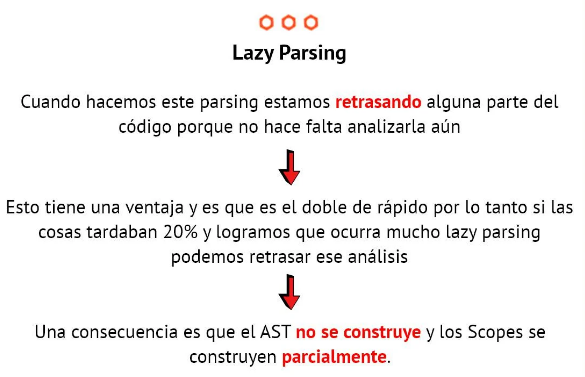 Lazy Parsing
Cuando hacemos este parsing estamos retrasando alguna parte del
código porque no hace falta analizarla aún
Esto tiene una ventaja y es que es el doble de rápido por lo tanto si las
cosas tardaban 20% y logramos que ocurra mucho lazy parsing
podemos retrasar ese análisis
Una consecuencia es que el AST no se construye y los Scopes se
construyen parcialmente.